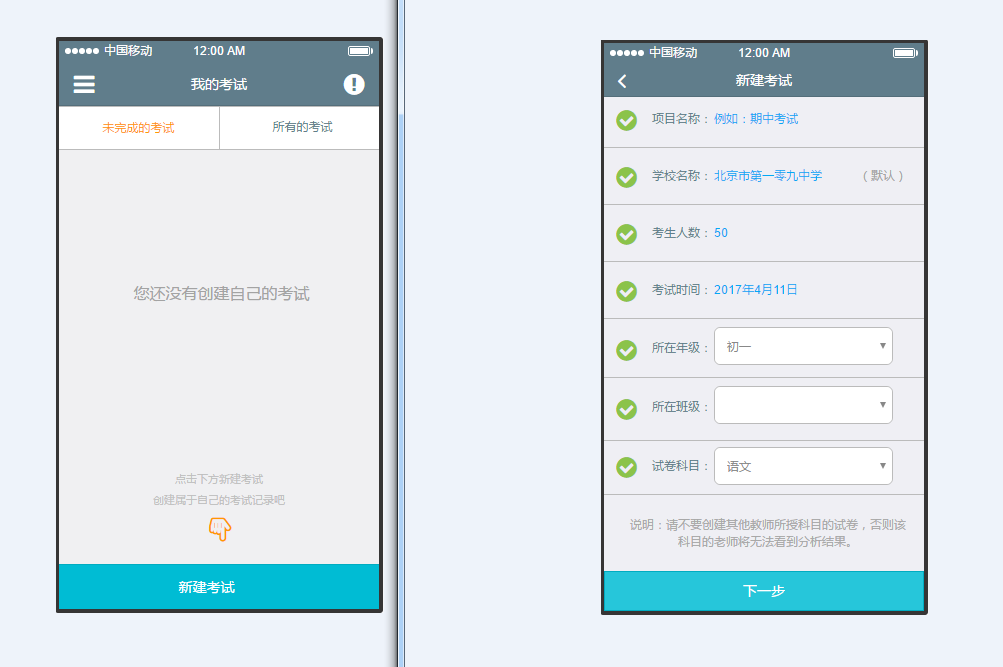 中国移动 12:00 AM
我的考试
未完成的考试 所有的考试
您还没有创建自己的考试
点击下方新建考试
创建属于自己的考试记录吧
新建考试
中国移动 12:00 AM
新建考试
项目名称：例如：期中考试
学校名称：北京市第一零九中学 （默认）
考生人数：50
考试时间：2017年4月11日
所在年级：初一
所在班级：
试卷科目：语文
说明：请不要创建其他教师所授科目的试卷，否则该
科目的老师将无法看到分析结果。
下一步